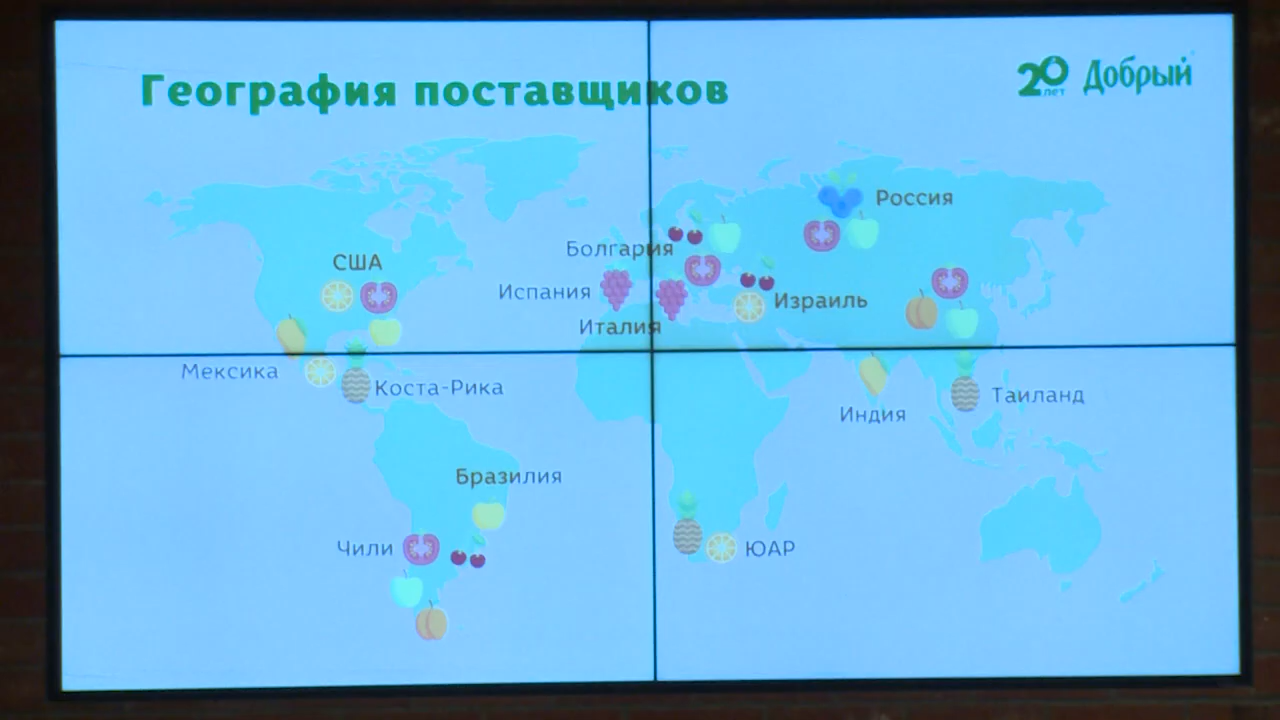 География поставщиков
20 лет Добрый
Россия
Болгария
США
Испания
Израиль
Италия
Мексика
Коста-Рика
Таиланд
Индия
Бразилия
Чили
ЮАР